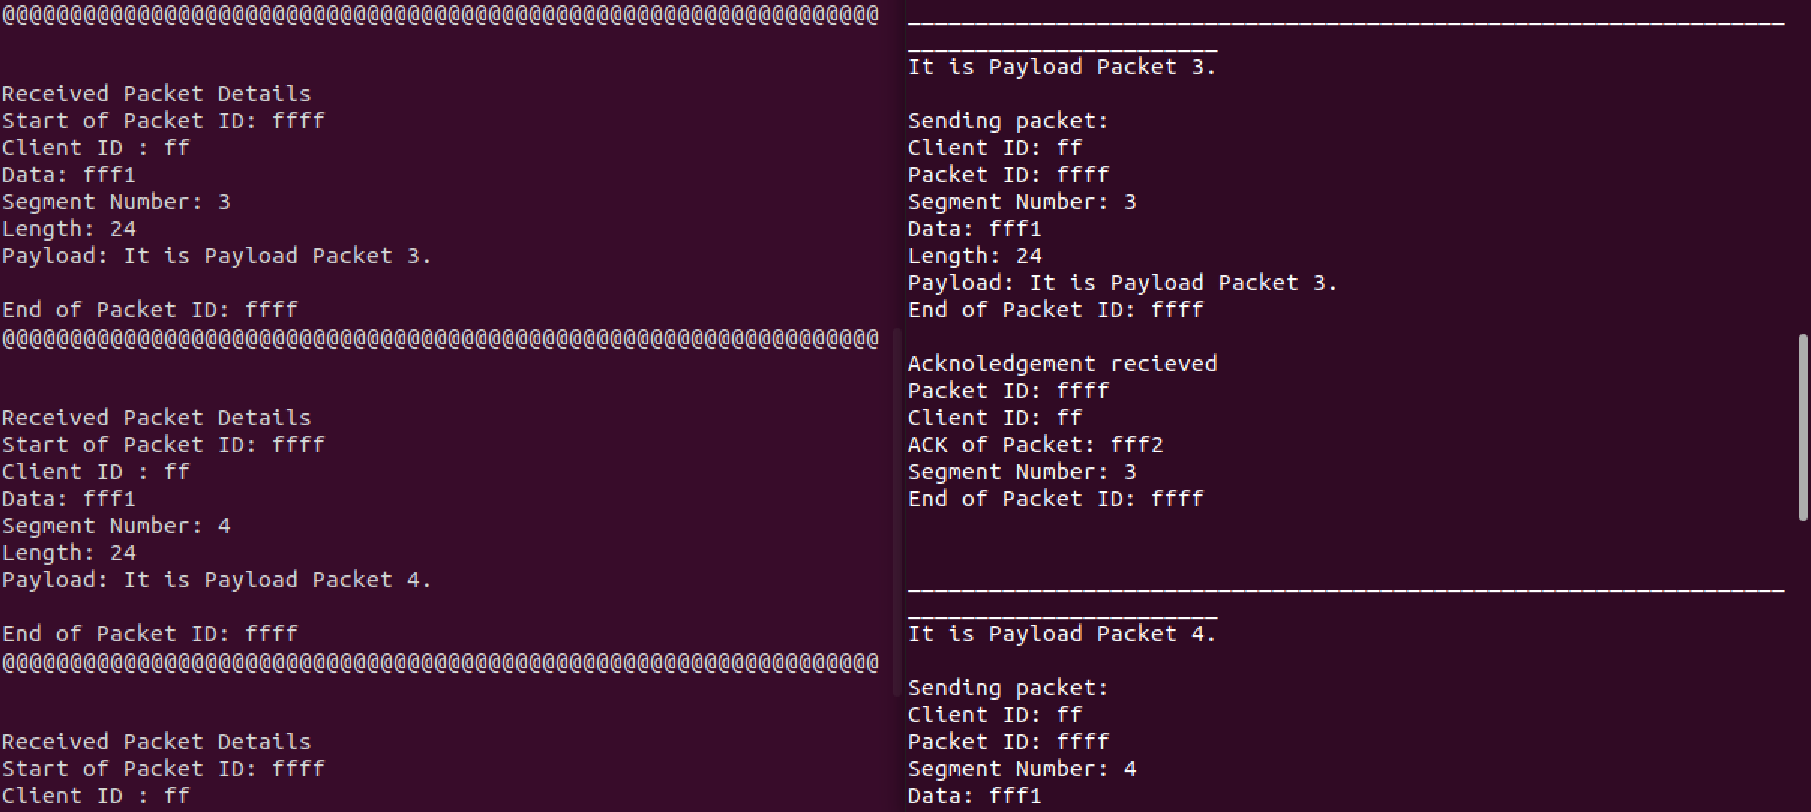 @@@@@@@@@@@@@@@@@@@@@@@@@@@@@@@@@@@@@@@@@@@@@@@@@@@@@@@@@@@@@@@@@
Received Packet Details
Start of Packet ID: ffff
Client ID : ff
Data: fff1
Segment Number: 3
Length: 24
Payload: It is Payload Packet 3.
End of Packet ID: ffff
@@@@@@@@@@@@@@@@@@@@@@@@@@@@@@@@@@@@@@@@@@@@@@@@@@@@@@@@@@@@@@@@@
Received Packet Details
Start of Packet ID: ffff
Client ID : ff
Data: fff1
Segment Number: 4
Length: 24
Payload: It is Payload Packet 4.
End of Packet ID: ffff
@@@@@@@@@@@@@@@@@@@@@@@@@@@@@@@@@@@@@@@@@@@@@@@@@@@@@@@@@@@@@@@@@
Received Packet Details
Start of Packet ID: ffff
Client ID : ff
_________________________________________________________________
_______________________
It is Payload Packet 3.
Sending packet:
Client ID: ff
Packet ID: ffff
Segment Number: 3
Data: fff1
Length: 24
Payload: It is Payload Packet 3.
End of Packet ID: ffff
Acknoledgement recieved
Packet ID: ffff
Client ID: ff
ACK of Packet: fff2
Segment Number: 3
End of Packet ID: ffff
_________________________________________________________________
_______________________
It is Payload Packet 4.
Sending packet:
Client ID: ff
Packet ID: ffff
Segment Number: 4
Data: fff1